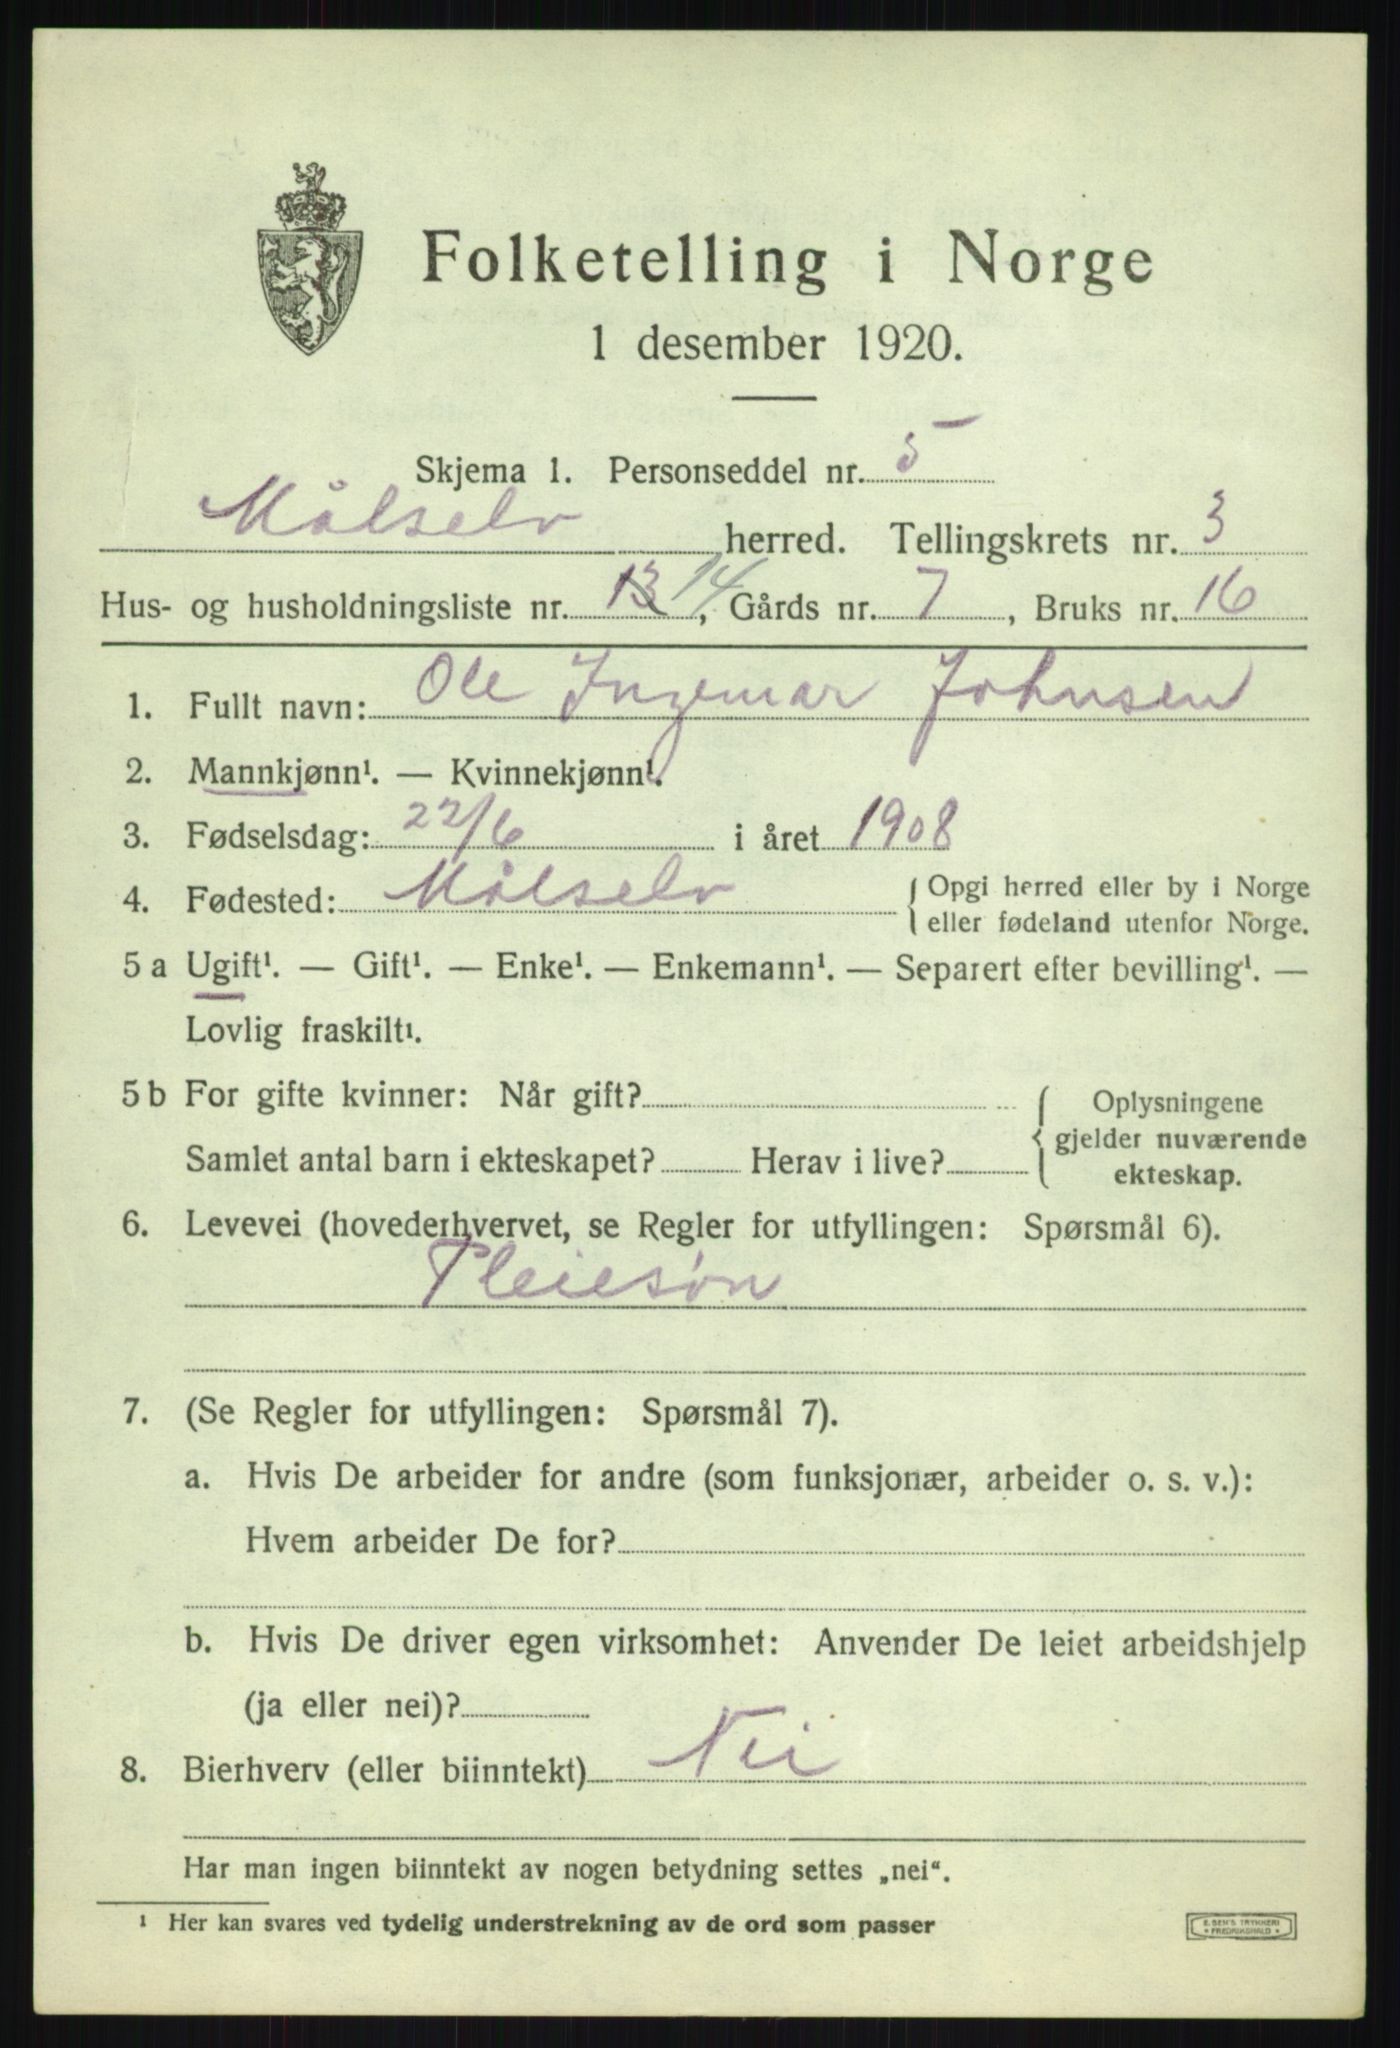 Folketelling i Norge
1 desember 1920.
Skjema 1. Personseddel nr. 5
Målselv herred. Tellingskrets nr. 3
Hus- og husholdningsliste nr. 13 14, Gårds nr. 7, Bruks nr. 16
1. Fullt navn: Ole Ingemar Johnsen
2. Mannkjønn¹. — Kvinnekjønn¹.
3. Fødselsdag: 22/6 i året 1908
4. Fødested: Målselv { Opgi herred eller by i Norge
eller fødeland utenfor Norge.
5 a Ugift¹. — Gift¹. — Enke¹. — Enkemann¹. — Separert efter bevilling¹. —
Lovlig fraskilt¹.
5 b For gifte kvinner: Når gift? { Oplysningene
gjelder nuværende
Samlet antal barn i ekteskapet? Herav i live?
ekteskap.
6. Levevei (hovederhvervet, se Regler for utfyllingen: Spørsmål 6).
Pleiesøn
7. (Se Regler for utfyllingen: Spørsmål 7).
a. Hvis De arbeider for andre (som funksjonær, arbeider o. s. v.):
Hvem arbeider De for?
b. Hvis De driver egen virksomhet: Anvender De leiet arbeidshjelp
(ja eller nei)?
8. Bierhverv (eller biinntekt) Nei
Har man ingen biinntekt av nogen betydning settes „nei“.
¹ Her kan svares ved tydelig understrekning av de ord som passer
E. SEM'S TRYKKERI
* FREDRIKSHALD *